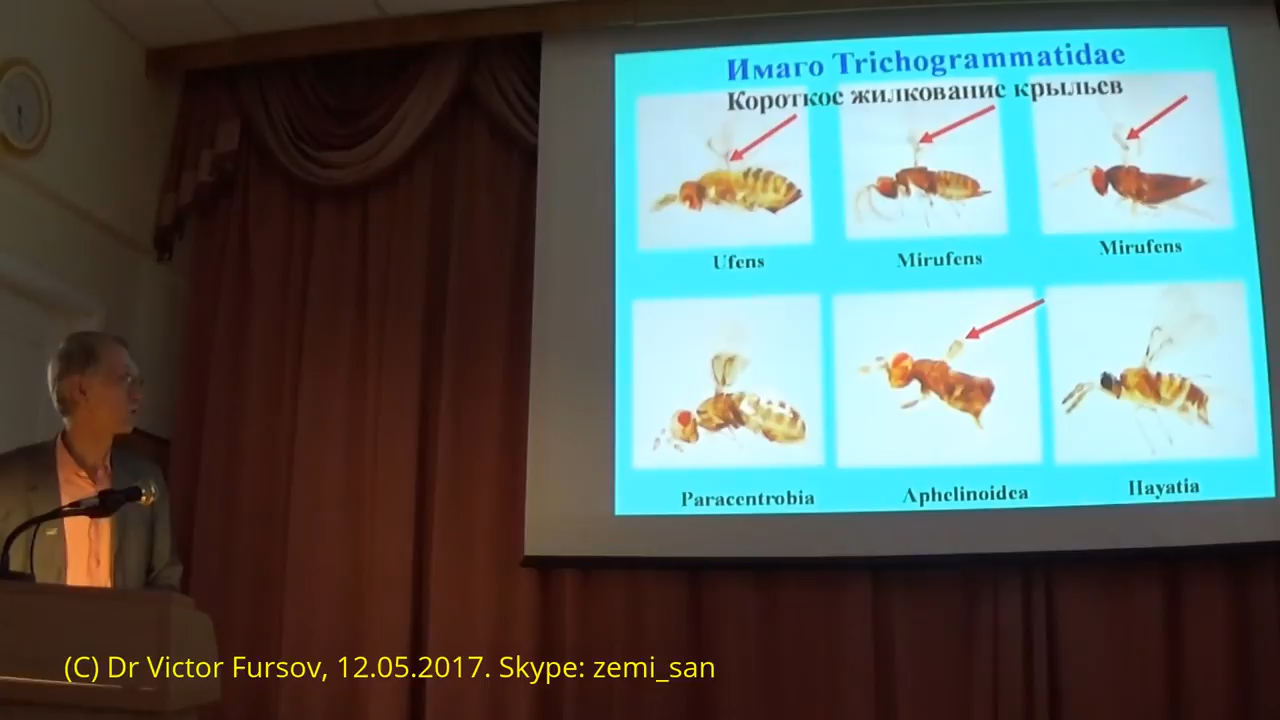 Имаго Trichogrammatidae
Короткое жилкование крыльев
Ufens
Mirufens
Mirufens
Paracentrobia
Aphelinoidea
Hayatia
(C) Dr Victor Fursov, 12.05.2017. Skype: zemi_san